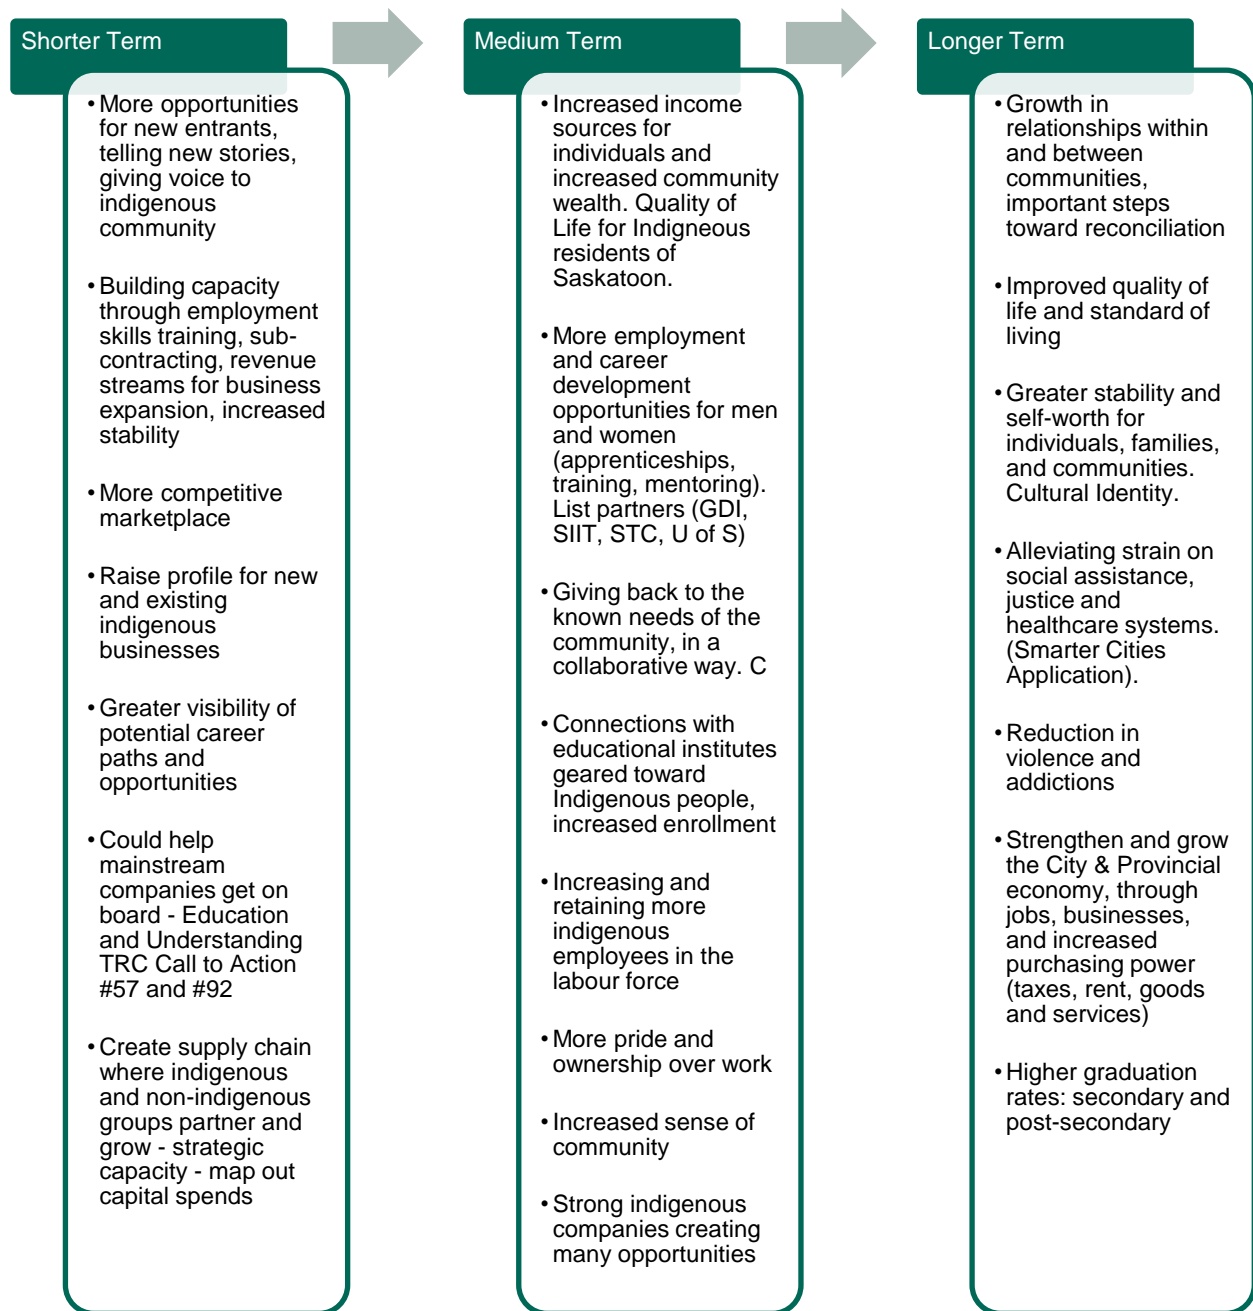 Shorter Term
• More opportunities
for new entrants,
telling new stories,
giving voice to
indigenous
community
• Building capacity
through employment
skills training, sub-
contracting, revenue
streams for business
expansion, increased
stability
• More competitive
marketplace
• Raise profile for new
and existing
indigenous
businesses
• Greater visibility of
potential career
paths and
opportunities
• Could help
mainstream
companies get on
board - Education
and Understanding
TRC Call to Action
#57 and #92
• Create supply chain
where indigenous
and non-indigenous
groups partner and
grow - strategic
capacity - map out
capital spends
Medium Term
• Increased income
sources for
individuals and
increased community
wealth. Quality of
Life for Indigneous
residents of
Saskatoon.
• More employment
and career
development
opportunities for men
and women
(apprenticeships,
training, mentoring).
List partners (GDI,
SIIT, STC, U of S)
• Giving back to the
known needs of the
community, in a
collaborative way. C
• Connections with
educational institutes
geared toward
Indigenous people,
increased enrollment
• Increasing and
retaining more
indigenous
employees in the
labour force
• More pride and
ownership over work
• Increased sense of
community
• Strong indigenous
companies creating
many opportunities
Longer Term
• Growth in
relationships within
and between
communities,
important steps
toward reconciliation
• Improved quality of
life and standard of
living
• Greater stability and
self-worth for
individuals, families,
and communities.
Cultural Identity.
• Alleviating strain on
social assistance,
justice and
healthcare systems.
(Smarter Cities
Application).
• Reduction in
violence and
addictions
• Strengthen and grow
the City & Provincial
economy, through
jobs, businesses,
and increased
purchasing power
(taxes, rent, goods
and services)
• Higher graduation
rates: secondary and
post-secondary